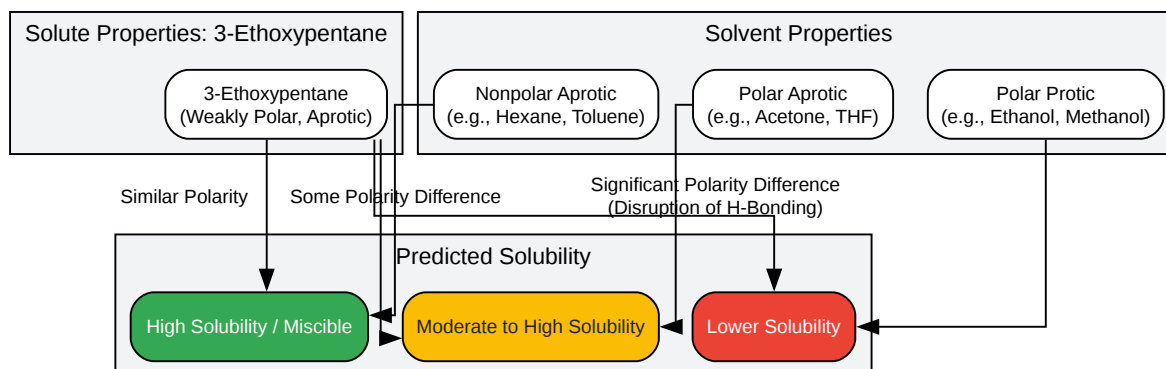 Solute Properties: 3-Ethoxypentane
Solvent Properties
3-Ethoxypentane
(Weakly Polar, Aprotic)
Nonpolar Aprotic
(e.g., Hexane, Toluene)
Polar Aprotic
(e.g., Acetone, THF)
Polar Protic
(e.g., Ethanol, Methanol)
Similar Polarity
Some Polarity Difference
Significant Polarity Difference
(Disruption of H-Bonding)
Predicted Solubility
High Solubility / Miscible
Moderate to High Solubility
Lower Solubility